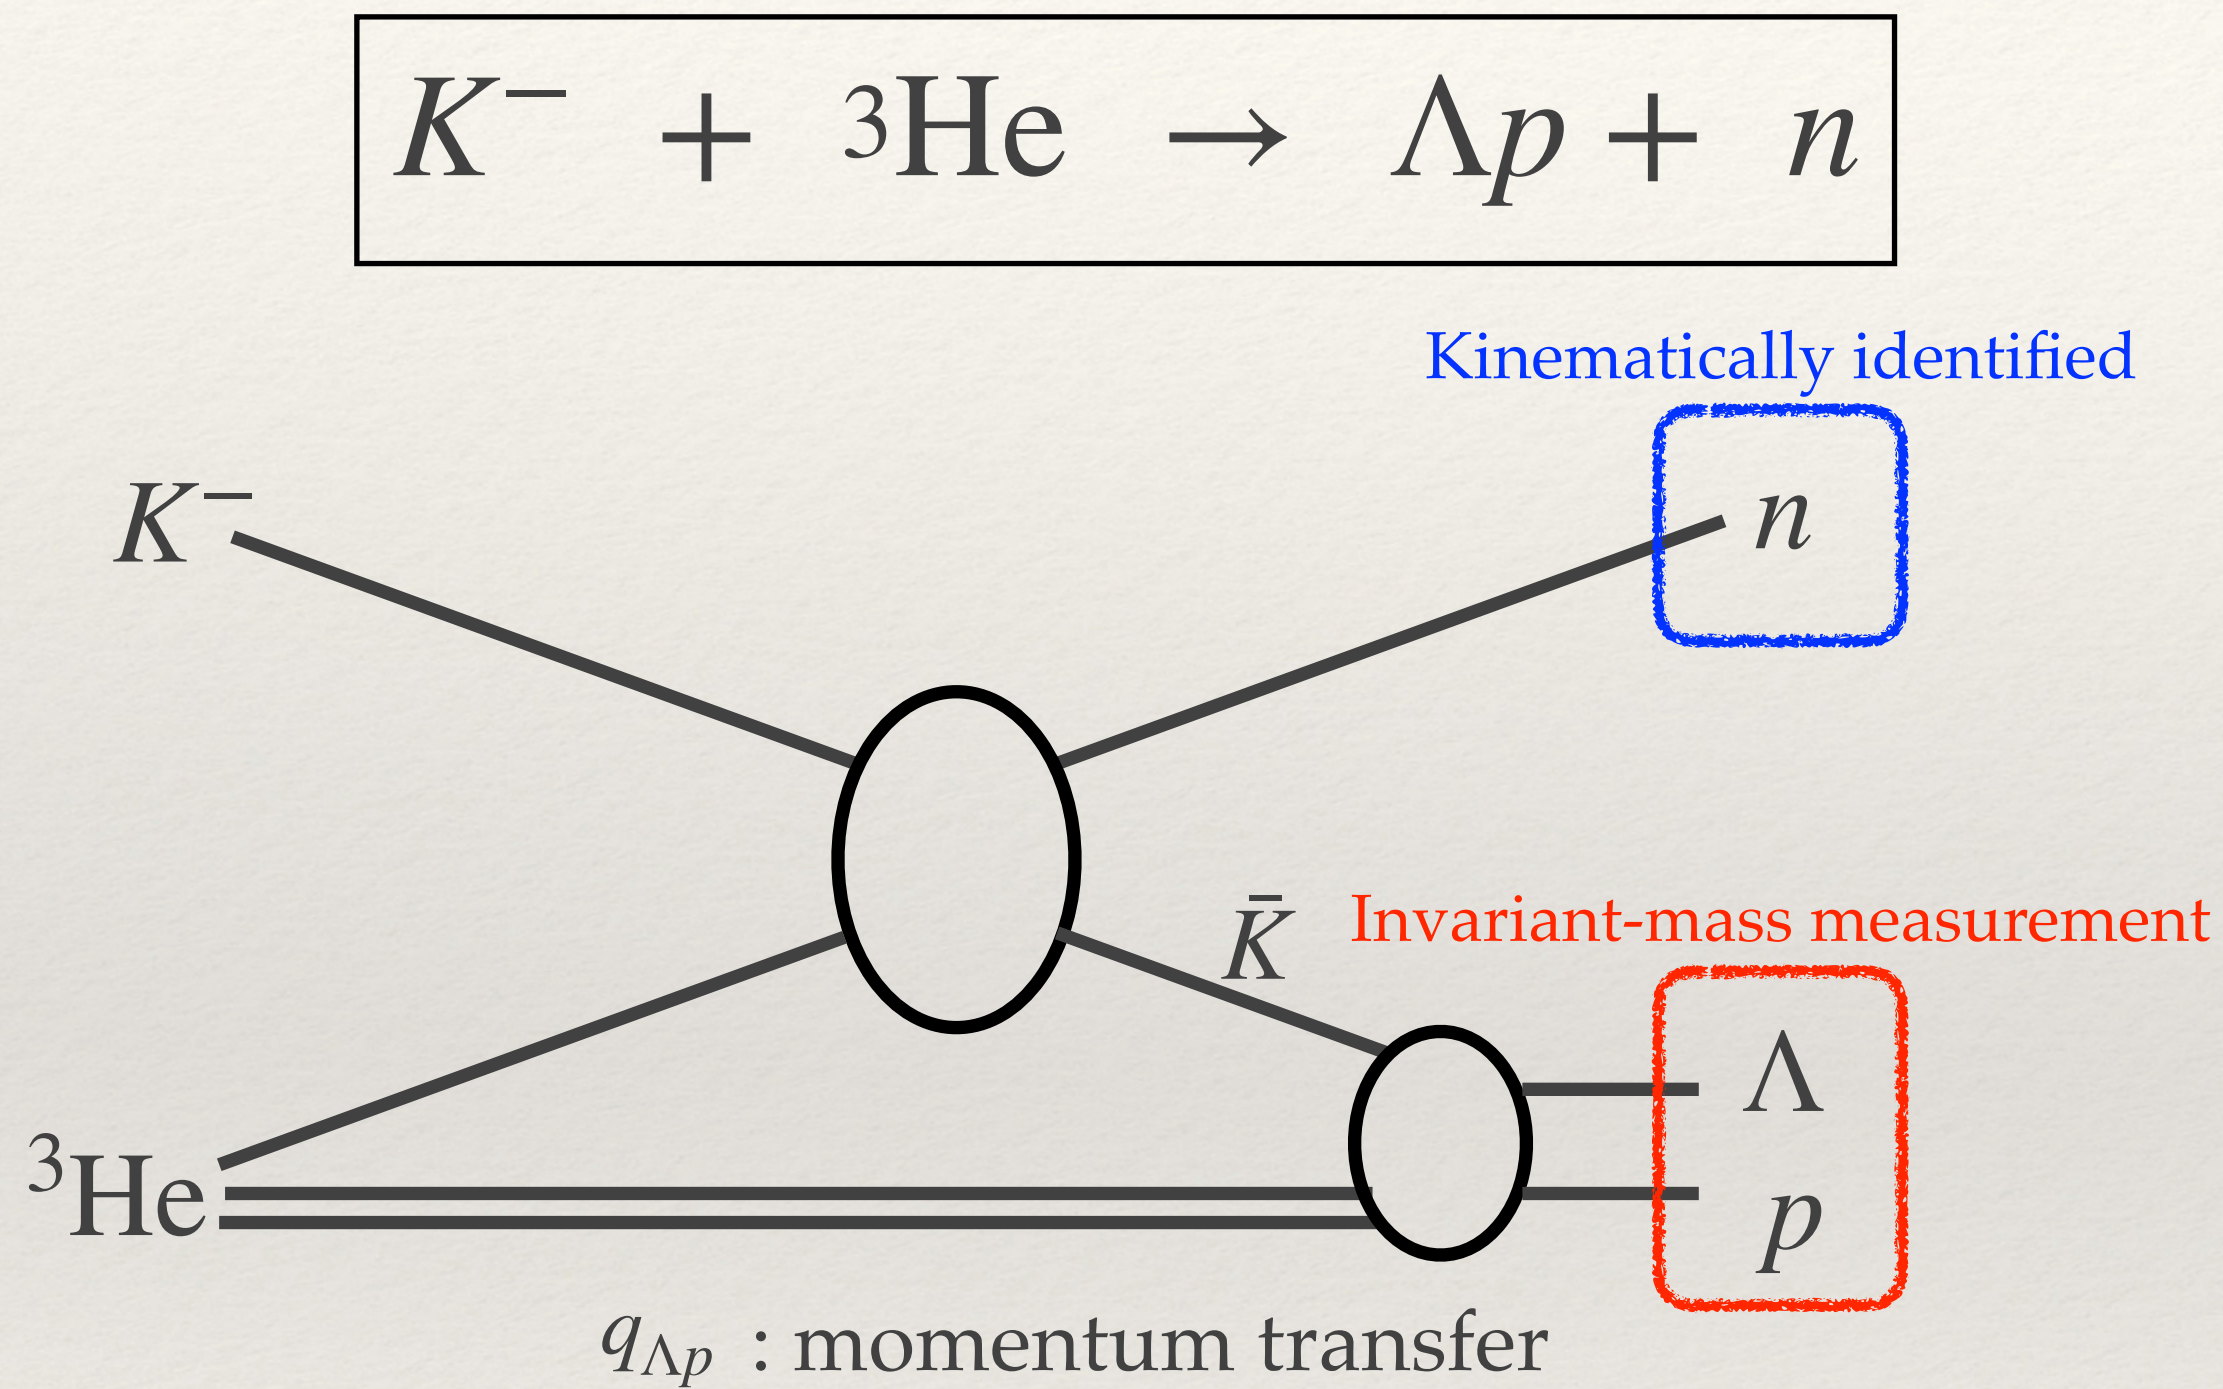 K⁻ + ³He → Λp + n
Kinematically identified
K⁻
n
K̄
Invariant-mass measurement
Λ
³He
p
q_Λp : momentum transfer